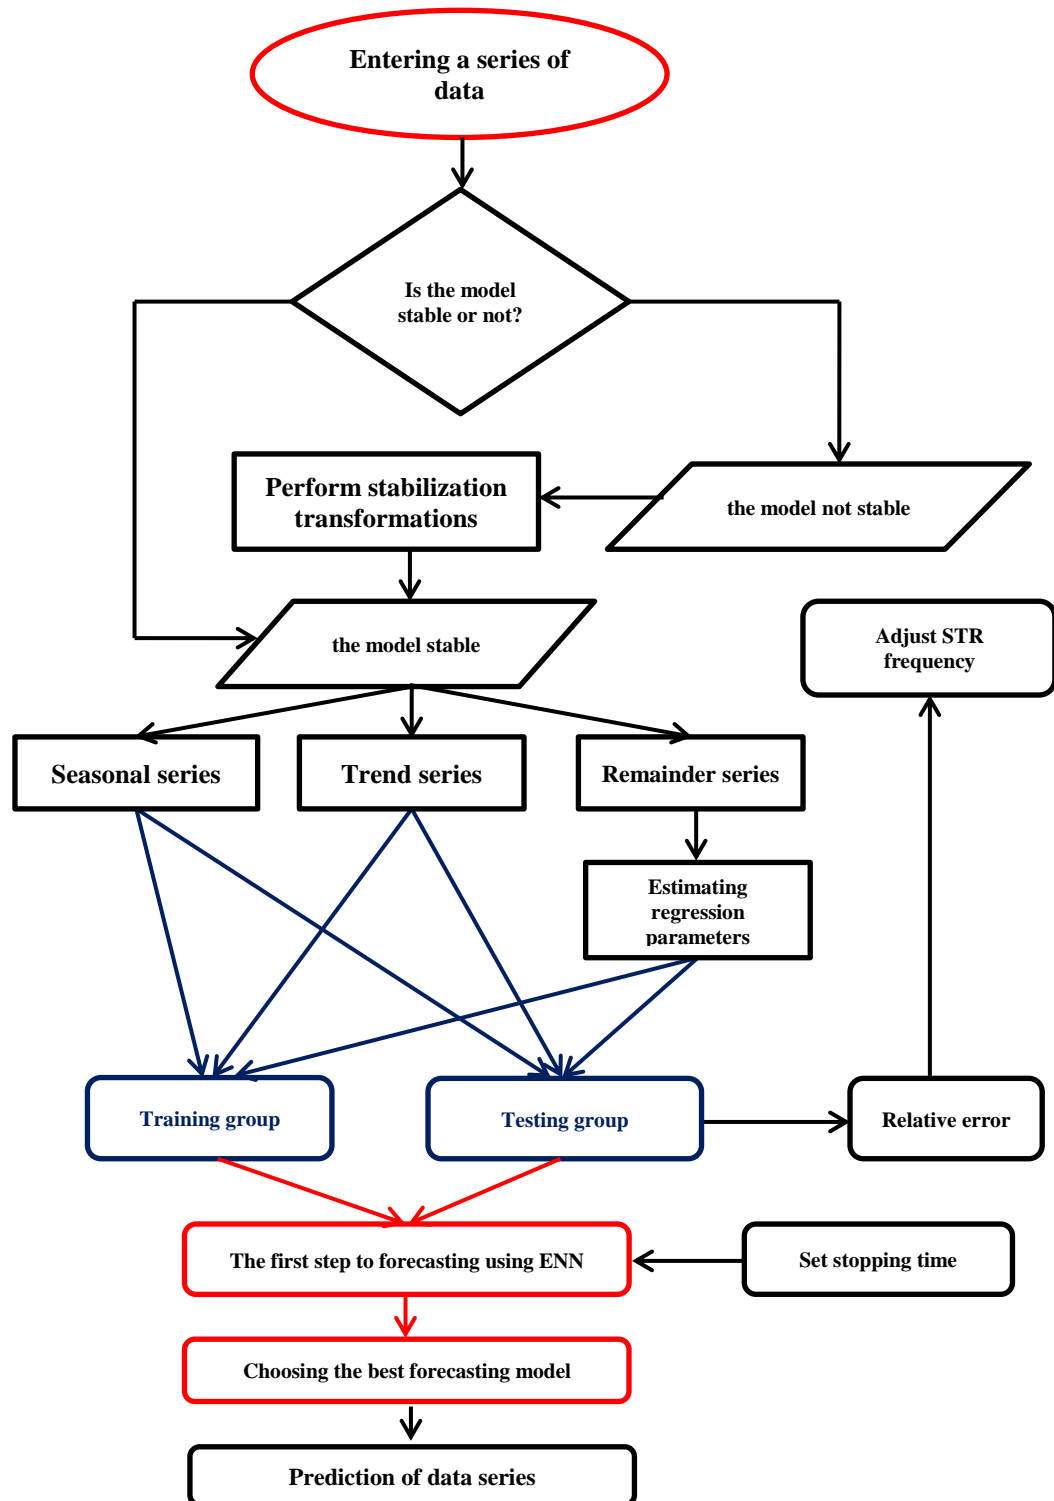 Entering a series of
data
Is the model
stable or not?
Perform stabilization
transformations
the model not stable
the model stable
Adjust STR
frequency
Seasonal series
Trend series
Remainder series
Estimating
regression
parameters
Training group
Testing group
Relative error
The first step to forecasting using ENN
Set stopping time
Choosing the best forecasting model
Prediction of data series